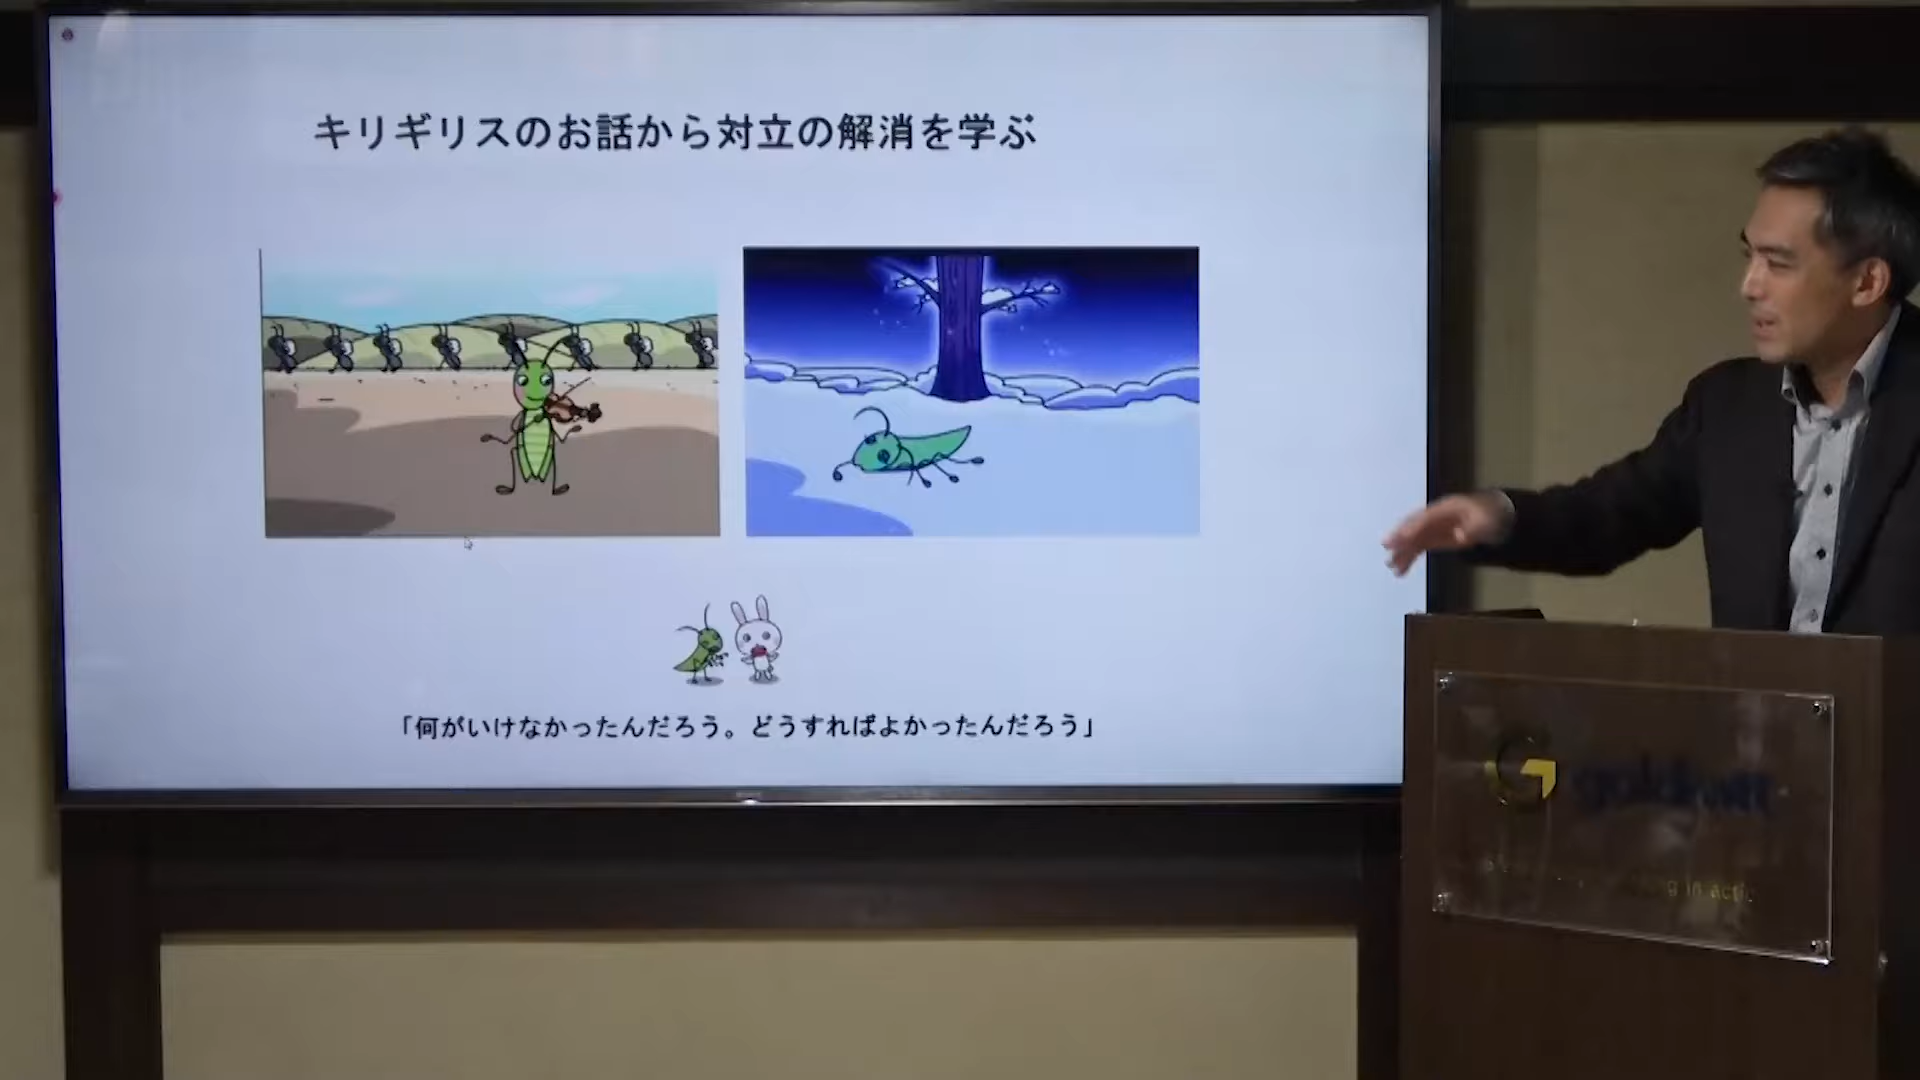 キリギリスのお話から対立の解消を学ぶ
「何がいけなかったんだろう。どうすればよかったんだろう」